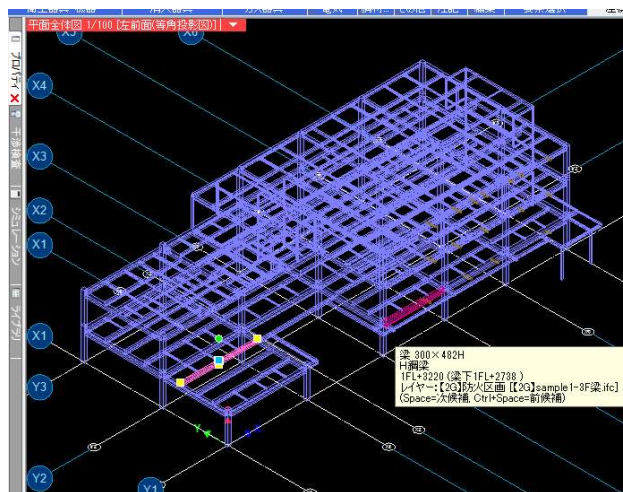 平面全体図 1/100 [左前面(等角投影図)]
プロパティ
干渉検査
シミュレーション
ライブラリ
X5
X6
X4
X3
X2
X1
X1
Y3
Y2
Y1
Y
梁 300×482H
H鋼梁
1FL+3220 (梁下1FL+2738 )
レイヤー:【2G】防火区画 [【2G】sample1-3F梁.ifc]
(Space=次候補, Ctrl+Space=前候補)